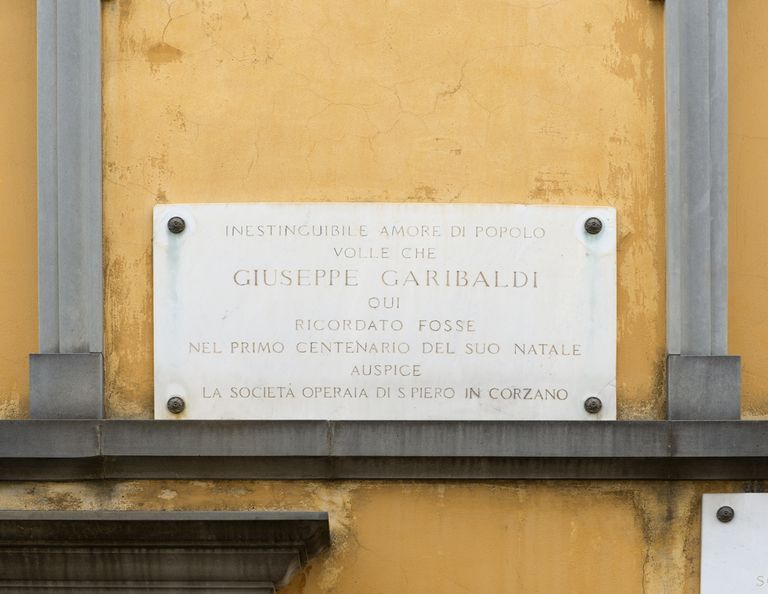 INESTINGUIBILE AMORE DI POPOLO
VOLLE CHE
GIUSEPPE GARIBALDI
QUI
RICORDATO FOSSE
NEL PRIMO CENTENARIO DEL SUO NATALE
AUSPICE
LA SOCIETÀ OPERAIA DI S.PIERO IN CORZANO